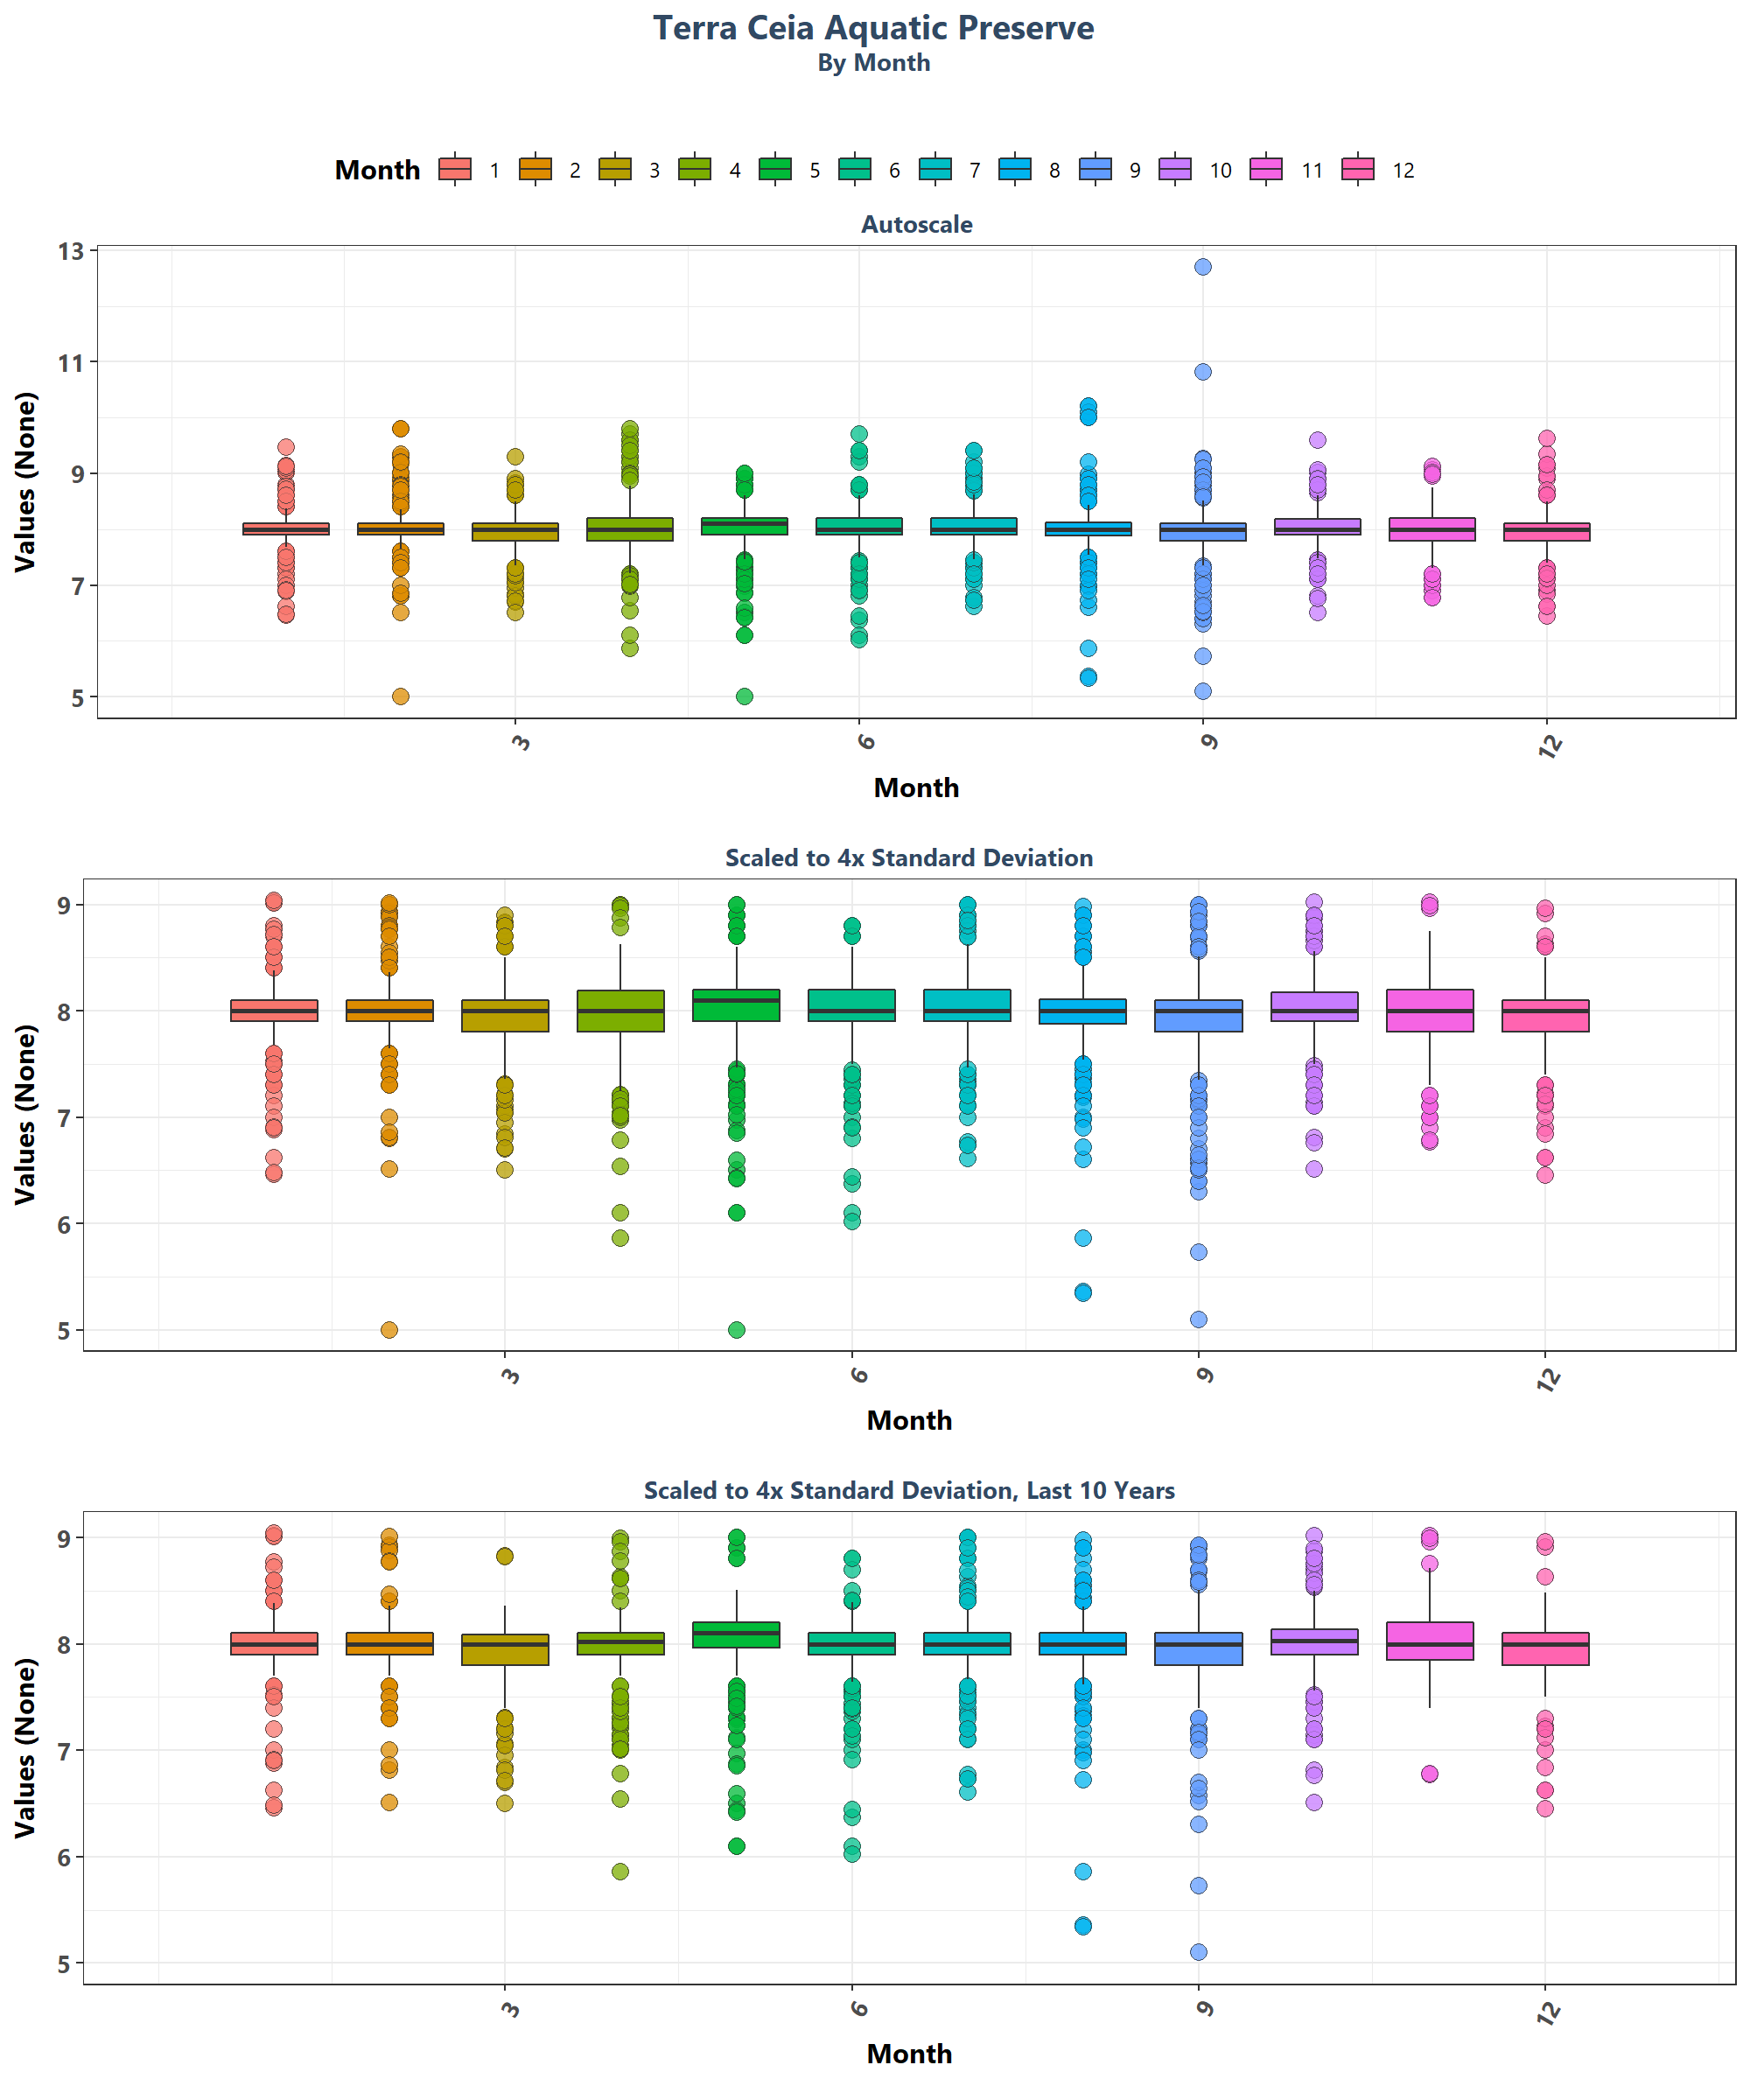 Terra Ceia Aquatic Preserve
By Month
Month 1 2 3 4 5 6 7 8 9 10 11 12
Autoscale
Values (None)
13
11
9
7
5
3 6 9 12
Month
Scaled to 4x Standard Deviation
Values (None)
9
8
7
6
5
3 6 9 12
Month
Scaled to 4x Standard Deviation, Last 10 Years
Values (None)
9
8
7
6
5
3 6 9 12
Month